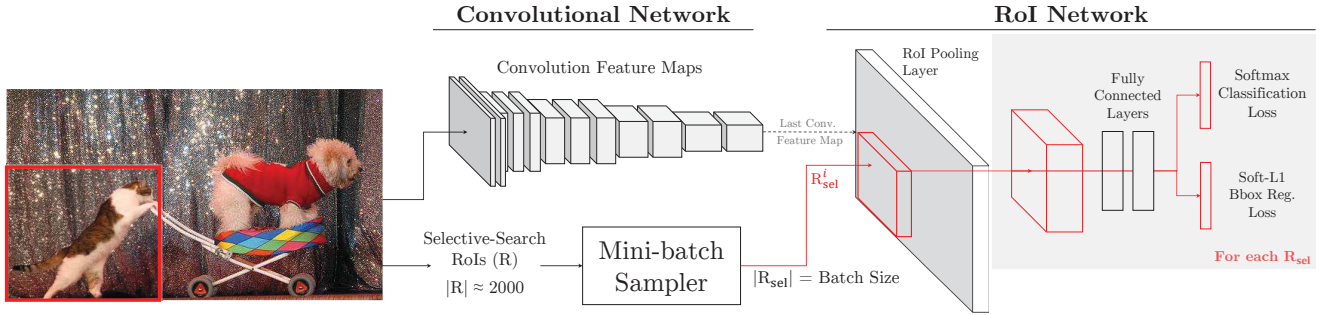 Convolutional Network
RoI Network
Convolution Feature Maps
RoI Pooling
Layer
Fully
Connected
Layers
Softmax
Classification
Loss
Last Conv.
Feature Map
R^i_sel
Soft-L1
Bbox Reg.
Loss
Selective-Search
RoIs (R)
|R| ≈ 2000
Mini-batch
Sampler
|R_sel| = Batch Size
For each R_sel